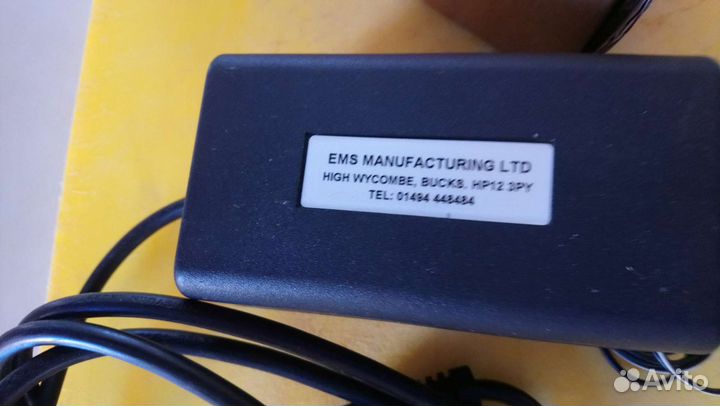 EMS MANUFACTURING LTD
HIGH WYCOMBE, BUCKS. HP12 3PY
TEL: 01494 448484
Avito